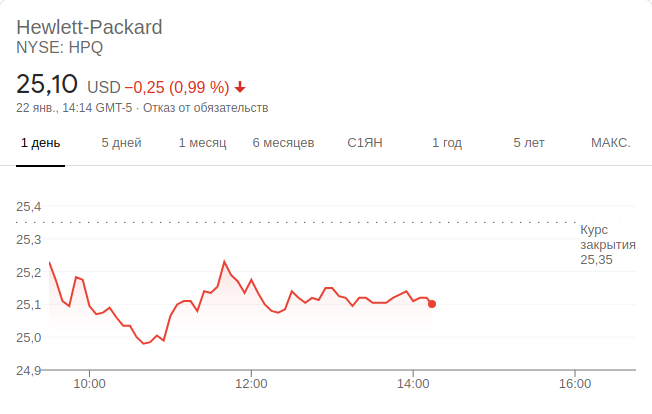 Hewlett-Packard
NYSE: HPQ
25,10 USD −0,25 (0,99 %)
22 янв., 14:14 GMT-5 · Отказ от обязательств
1 день 5 дней 1 месяц 6 месяцев С1ЯН 1 год 5 лет МАКС.
25,4
25,3
25,2
25,1
25,0
24,9
Курс
закрытия
25,35
10:00 12:00 14:00 16:00